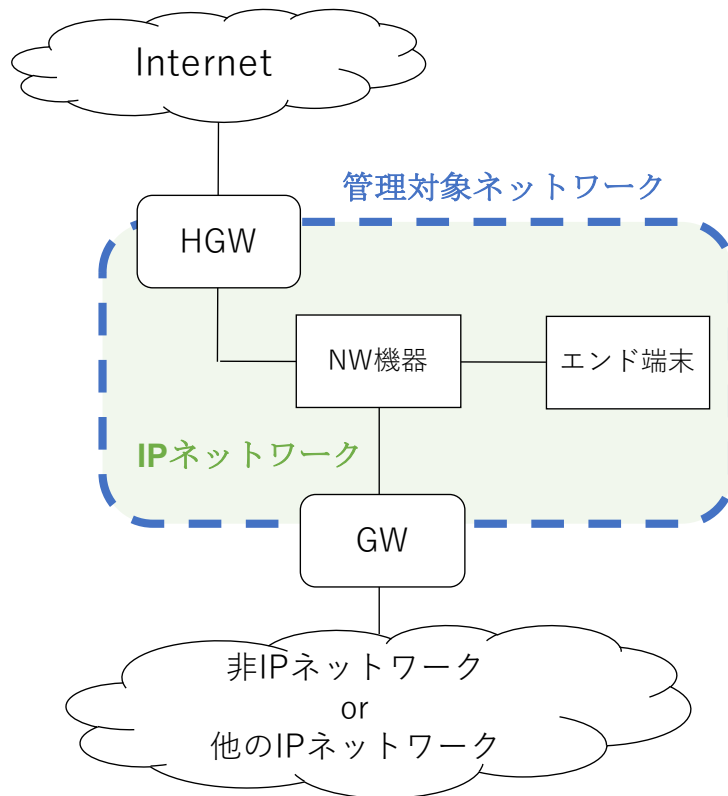 Internet
管理対象ネットワーク
HGW
NW機器
エンド端末
IPネットワーク
GW
非IPネットワーク
or
他のIPネットワーク